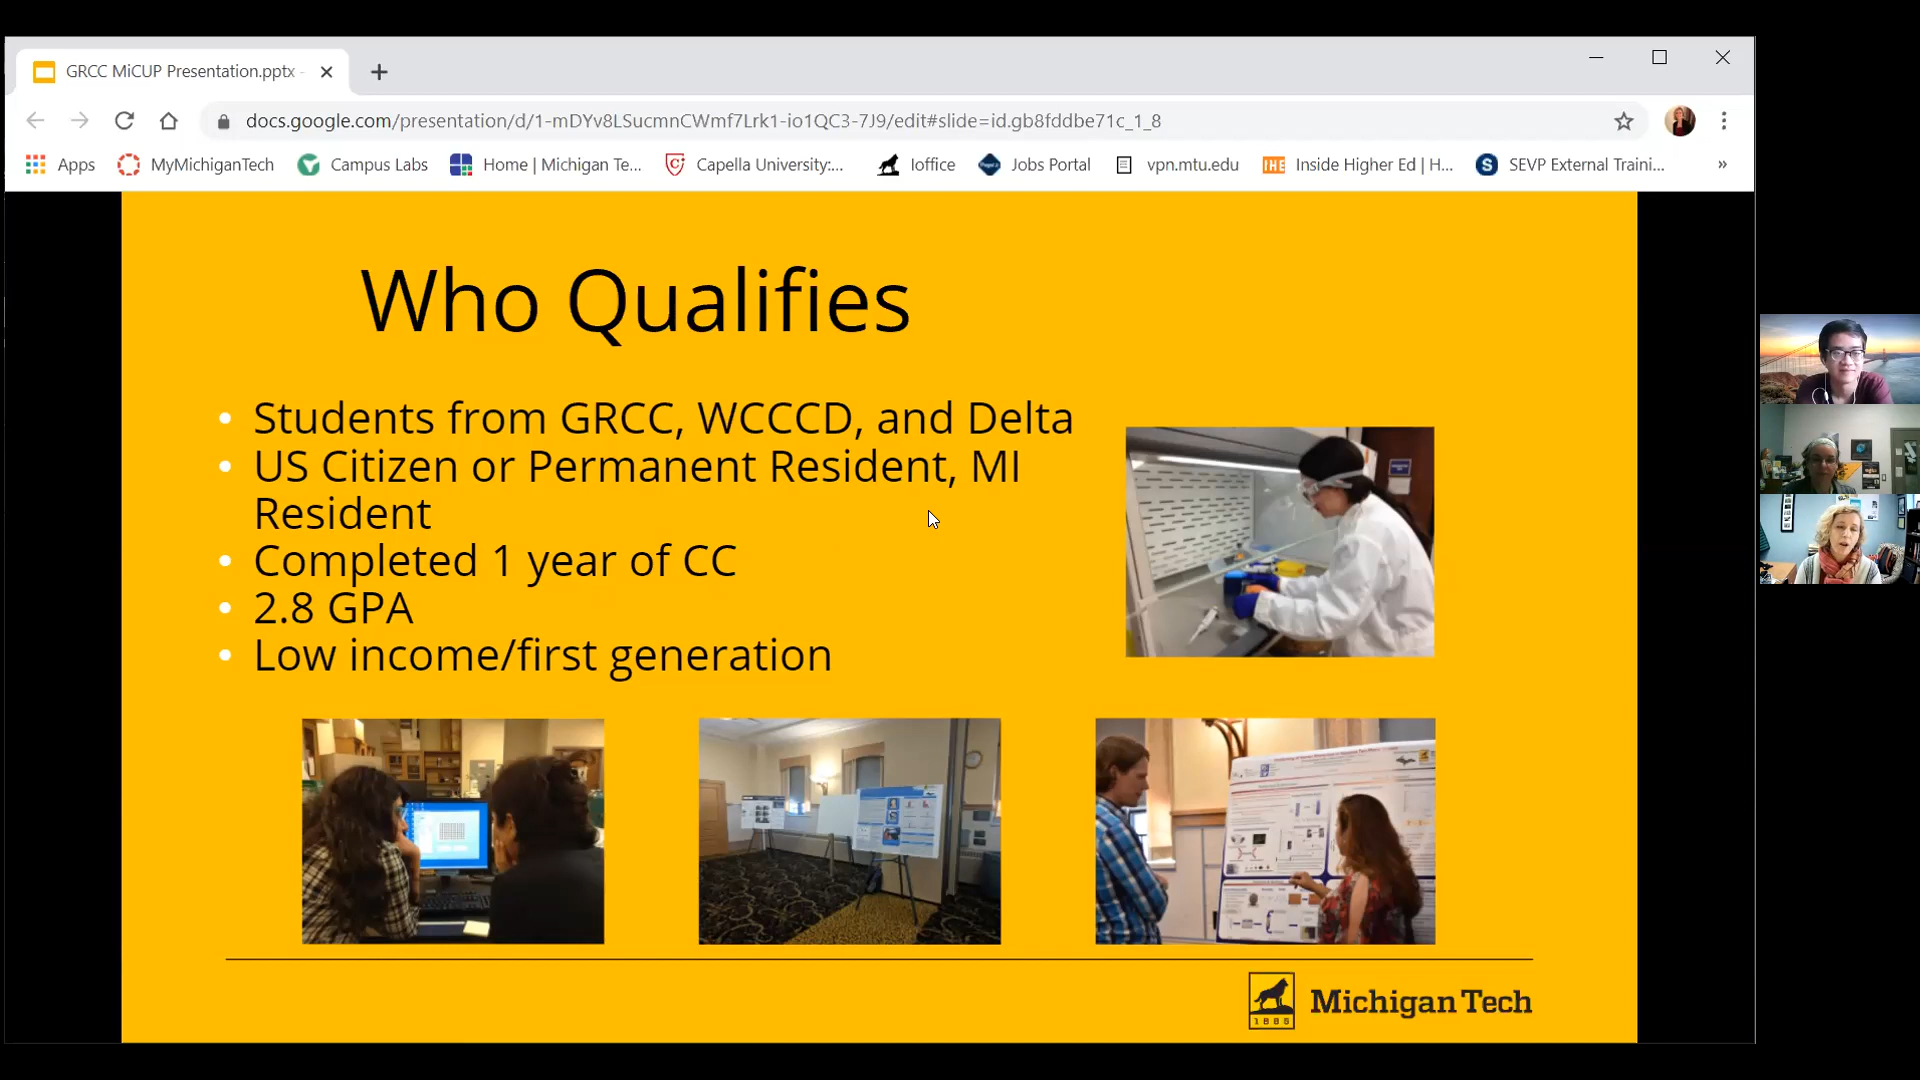 GRCC MiCUP Presentation.pptx -
docs.google.com/presentation/d/1-mDYv8LSucmnCWmf7Lrk1-io1QC3-7J9/edit#slide=id.gb8fddbe71c_1_8
Apps MyMichiganTech Campus Labs Home | Michigan Te... Capella University:... Ioffice Jobs Portal vpn.mtu.edu IHE Inside Higher Ed | H... S SEVP External Traini... »
Who Qualifies
• Students from GRCC, WCCCD, and Delta
• US Citizen or Permanent Resident, MI
Resident
• Completed 1 year of CC
• 2.8 GPA
• Low income/first generation
1885 Michigan Tech